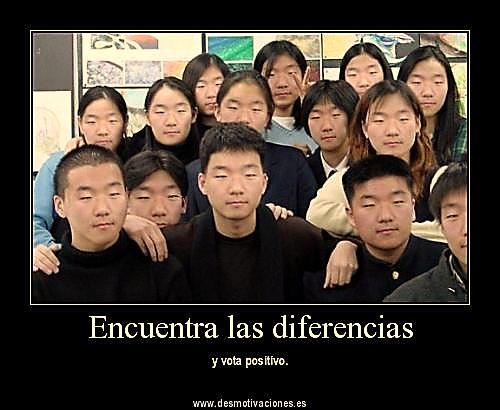 Encuentra las diferencias
y vota positivo.
www.desmotivaciones.es